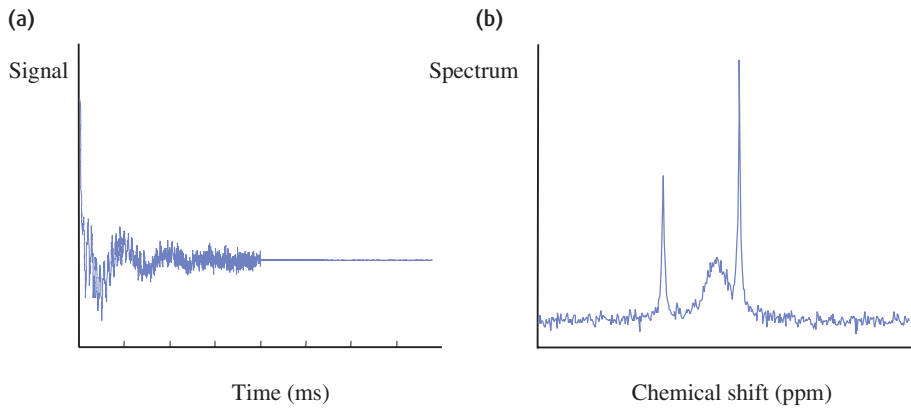 (a)
Signal
Time (ms)
(b)
Spectrum
Chemical shift (ppm)